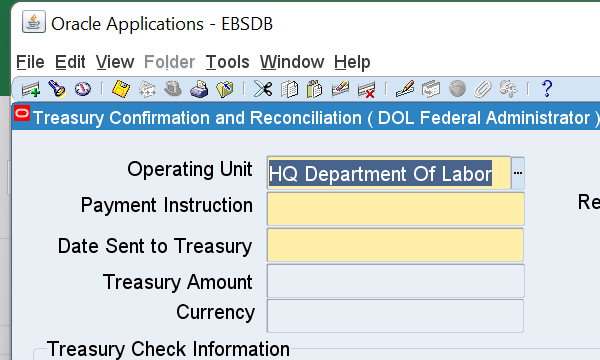 Oracle Applications - EBSDB
File Edit View Folder Tools Window Help
Treasury Confirmation and Reconciliation ( DOL Federal Administrator )
Operating Unit HQ Department Of Labor ...
Payment Instruction Re
Date Sent to Treasury
Treasury Amount
Currency
Treasury Check Information